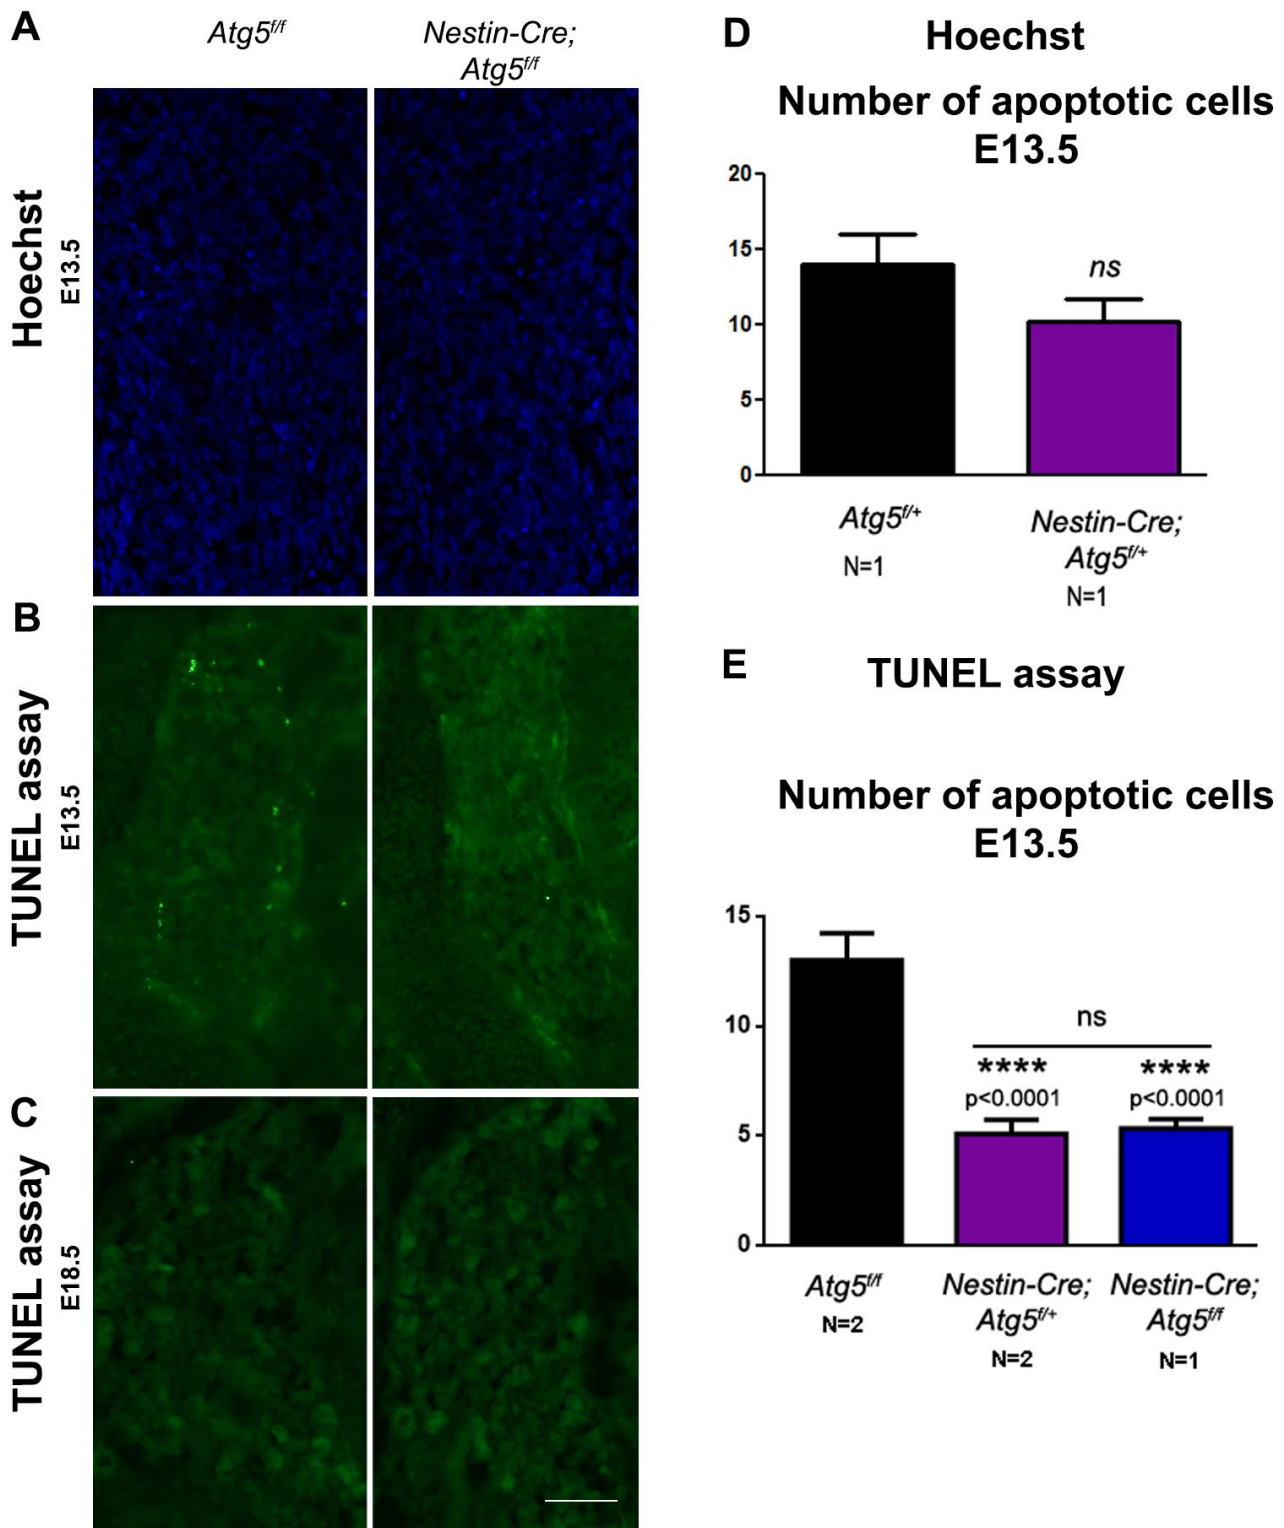 A
Atg5f/f
Nestin-Cre;
Atg5f/f
Hoechst
E13.5
B
TUNEL assay
E13.5
C
TUNEL assay
E18.5
D
Hoechst
Number of apoptotic cells
E13.5
20
15
10
5
0
ns
Atg5f/+
N=1
Nestin-Cre;
Atg5f/+
N=1
E
TUNEL assay
Number of apoptotic cells
E13.5
15
10
5
0
ns
**** ****
p<0.0001 p<0.0001
Atg5f/f
N=2
Nestin-Cre;
Atg5f/+
N=2
Nestin-Cre;
Atg5f/f
N=1